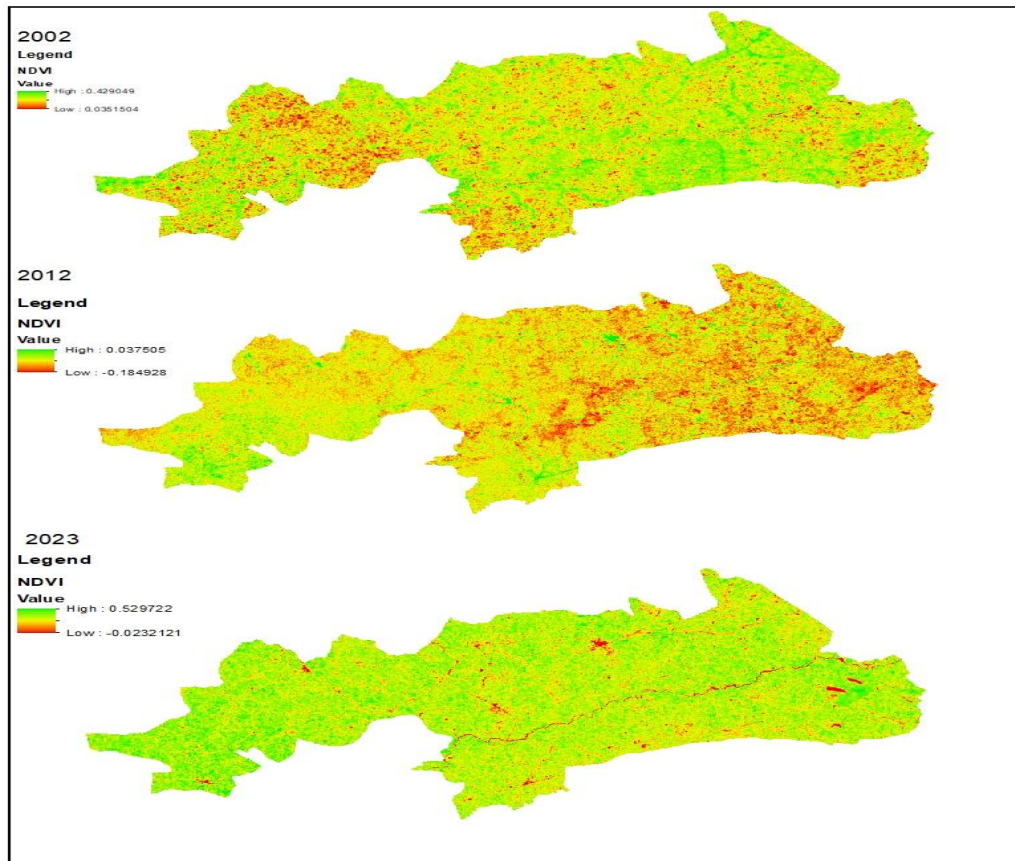 2002
Legend
NDVI
Value
High : 0.429049
Low : 0.0351504
2012
Legend
NDVI
Value
High : 0.037505
Low : -0.184928
2023
Legend
NDVI
Value
High : 0.529722
Low : -0.0232121